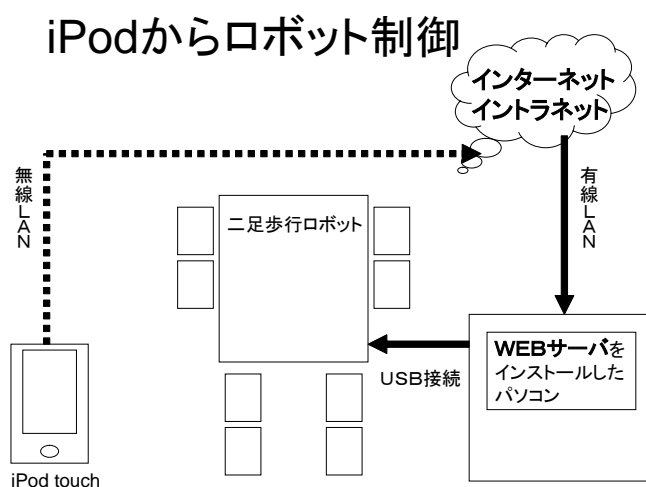 iPodからロボット制御
インターネット
イントラネット
無線LAN
有線LAN
二足歩行ロボット
WEBサーバを
インストールした
パソコン
USB接続
iPod touch